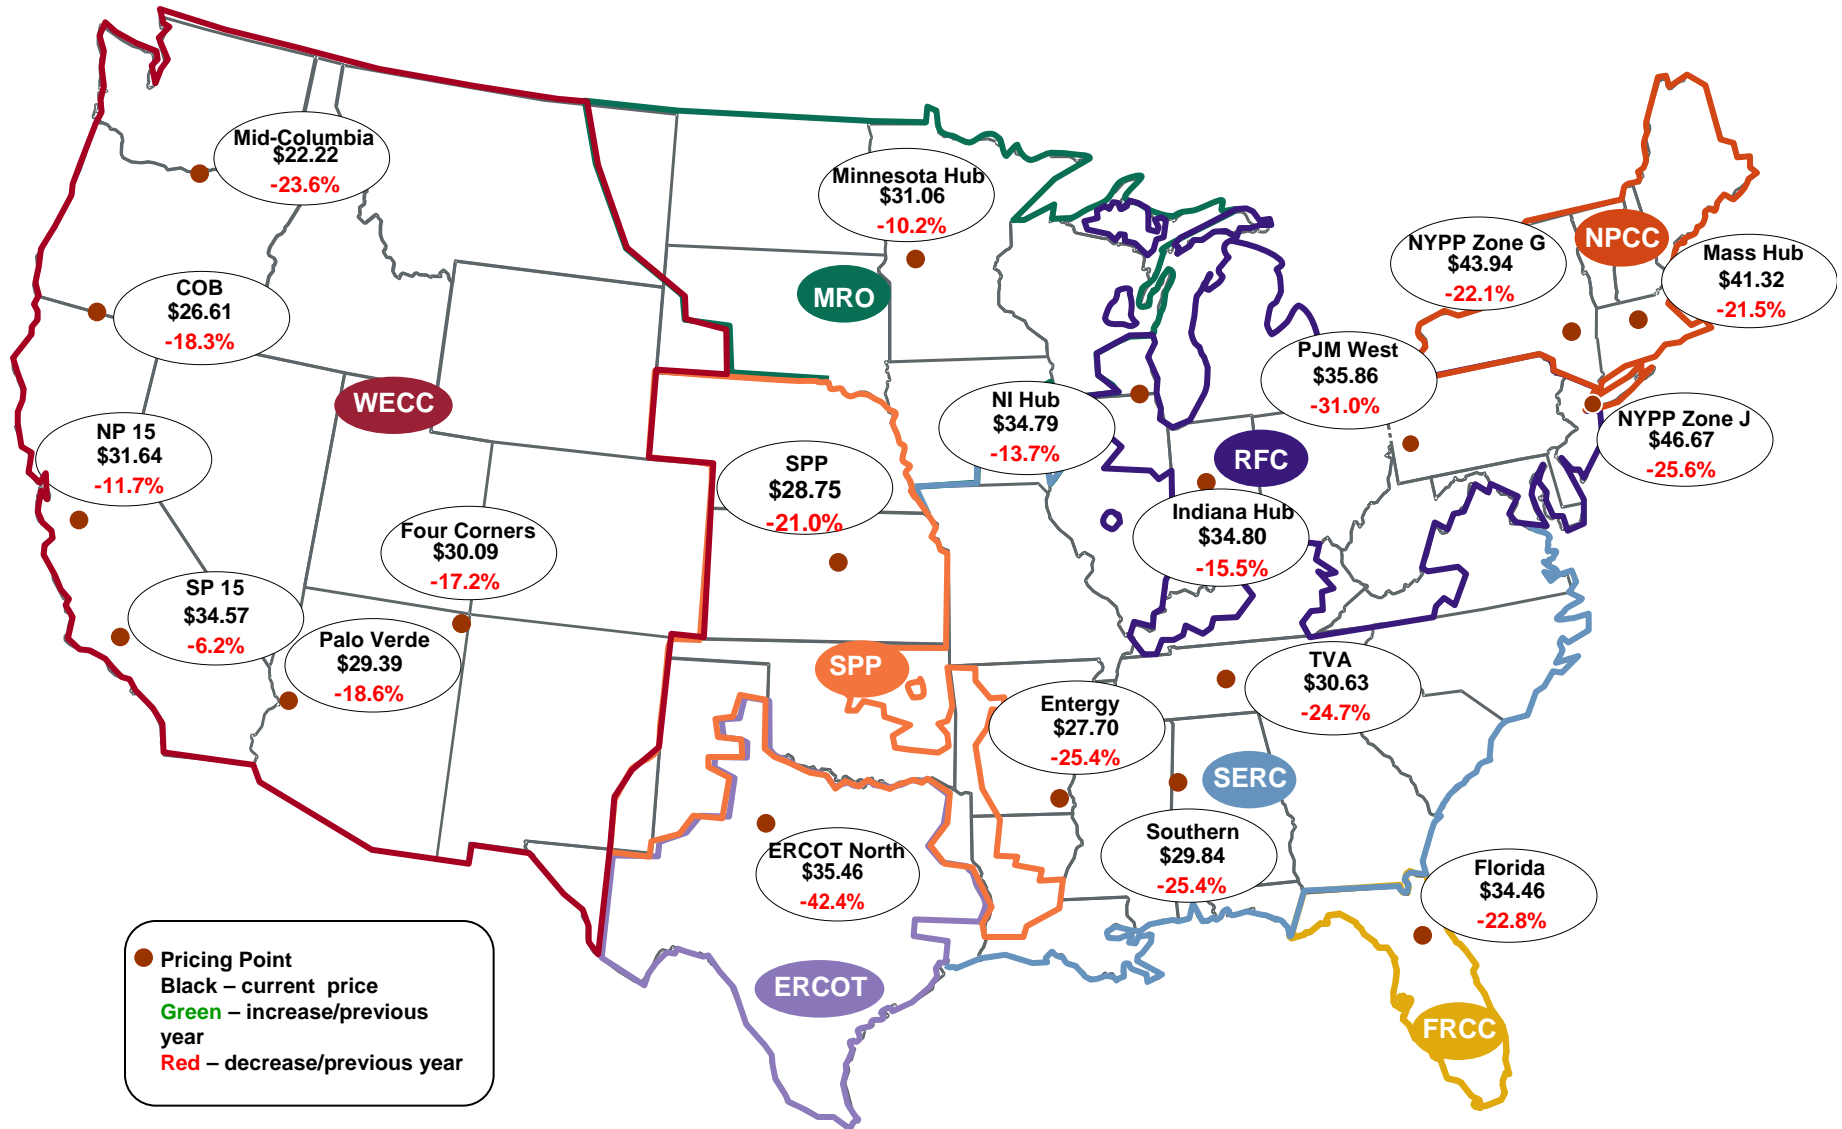 Mid-Columbia
$22.22
-23.6%
Minnesota Hub
$31.06
-10.2%
NYPP Zone G
$43.94
-22.1%
NPCC
Mass Hub
$41.32
-21.5%
COB
$26.61
-18.3%
MRO
PJM West
$35.86
-31.0%
WECC
NI Hub
$34.79
-13.7%
NYPP Zone J
$46.67
-25.6%
NP 15
$31.64
-11.7%
SPP
$28.75
-21.0%
RFC
Indiana Hub
$34.80
-15.5%
Four Corners
$30.09
-17.2%
SP 15
$34.57
-6.2%
Palo Verde
$29.39
-18.6%
SPP
TVA
$30.63
-24.7%
Entergy
$27.70
-25.4%
SERC
Southern
$29.84
-25.4%
ERCOT North
$35.46
-42.4%
Florida
$34.46
-22.8%
ERCOT
FRCC
Pricing Point
Black – current price
Green – increase/previous
year
Red – decrease/previous year